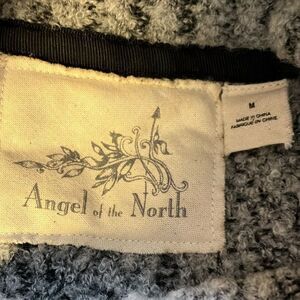 Angel of the North
M
MADE IN CHINA
FABRIQUÉ EN CHINE